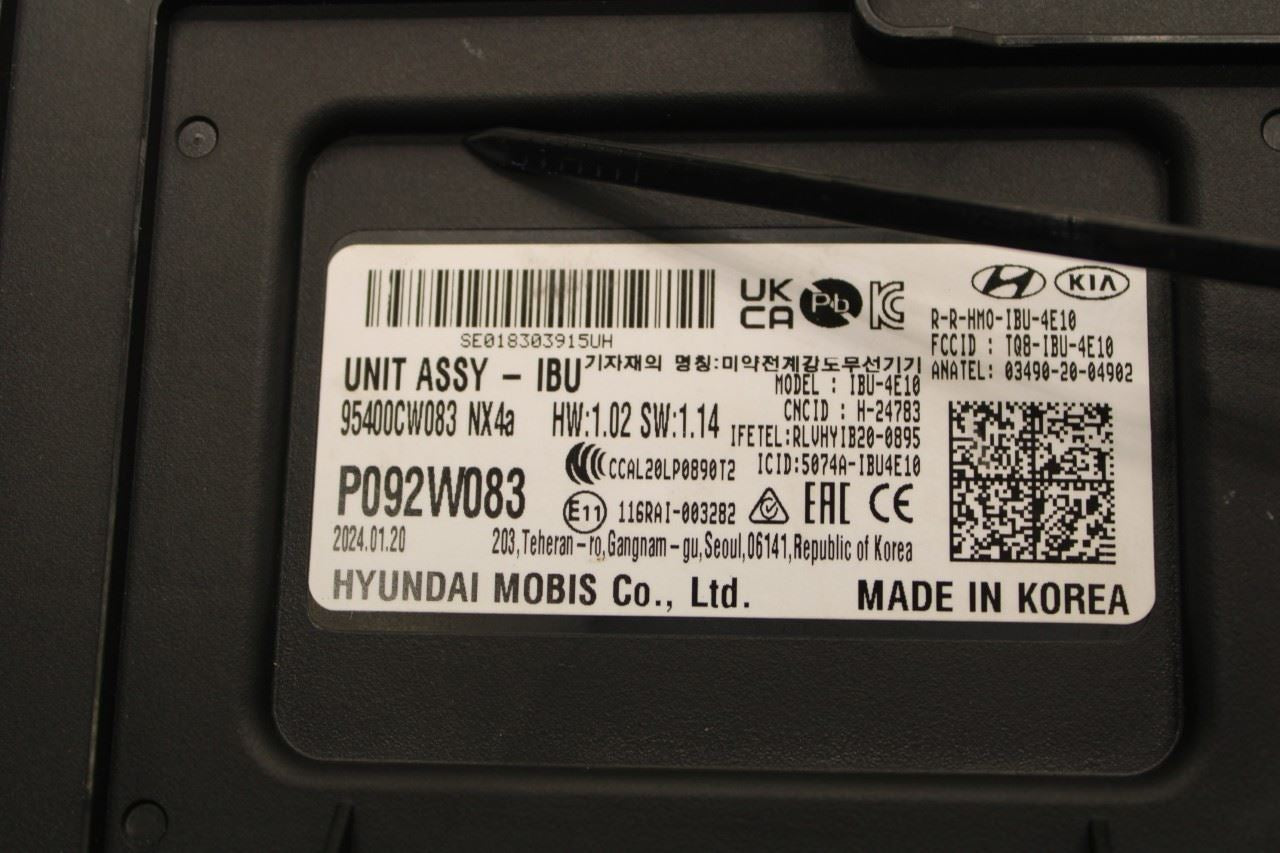 UK
CA
Pb
KC
KIA
SE018303915UH
R-R-HMO-IBU-4E10
FCCID : TQ8-IBU-4E10
ANATEL: 03490-20-04902
UNIT ASSY - IBU
기자재의 명칭:미약전계강도무선기기
MODEL : IBU-4E10
95400CW083 NX4a HW:1.02 SW:1.14
CNCID : H-24783
IFETEL:RLVHYIB20-0895
CCAL20LP0890T2 ICID:5074A-IBU4E10
P092W083
E11 116RAI-003282 EAC CE
2024.01.20 203,Teheran-ro,Gangnam-gu,Seoul,06141,Republic of Korea
HYUNDAI MOBIS Co., Ltd. MADE IN KOREA